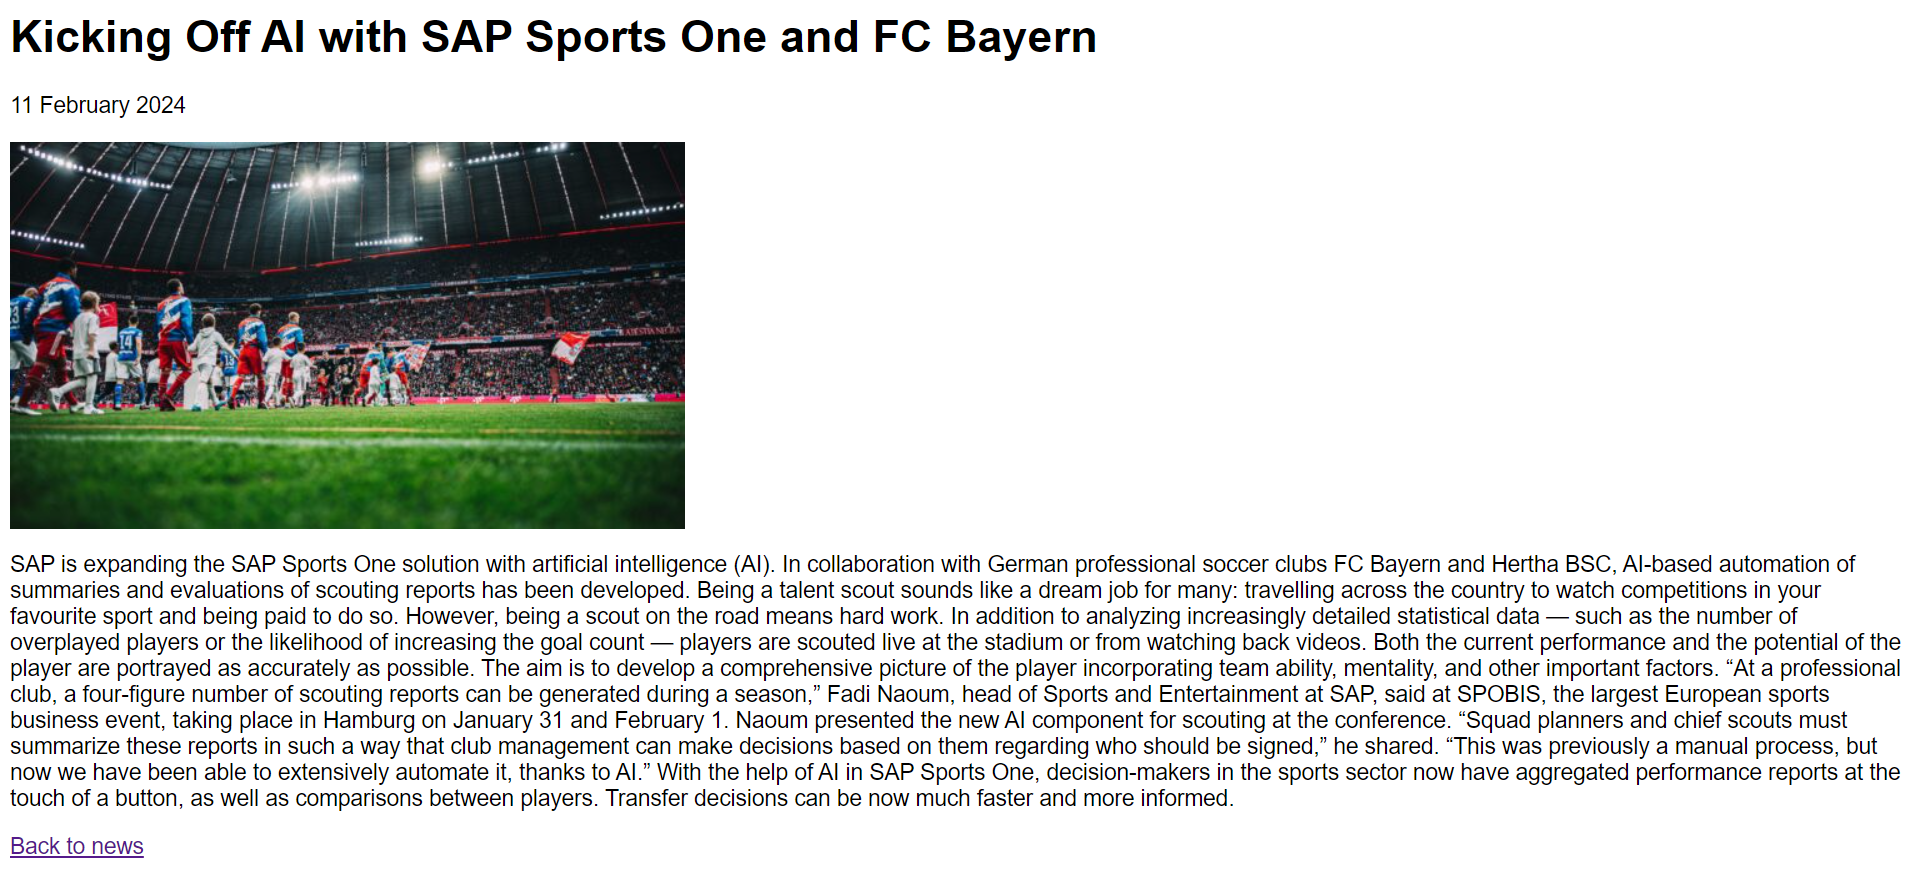 Kicking Off AI with SAP Sports One and FC Bayern
11 February 2024
14
SAP is expanding the SAP Sports One solution with artificial intelligence (AI). In collaboration with German professional soccer clubs FC Bayern and Hertha BSC, AI-based automation of
summaries and evaluations of scouting reports has been developed. Being a talent scout sounds like a dream job for many: travelling across the country to watch competitions in your
favourite sport and being paid to do so. However, being a scout on the road means hard work. In addition to analyzing increasingly detailed statistical data — such as the number of
overplayed players or the likelihood of increasing the goal count — players are scouted live at the stadium or from watching back videos. Both the current performance and the potential of the
player are portrayed as accurately as possible. The aim is to develop a comprehensive picture of the player incorporating team ability, mentality, and other important factors. “At a professional
club, a four-figure number of scouting reports can be generated during a season,” Fadi Naoum, head of Sports and Entertainment at SAP, said at SPOBIS, the largest European sports
business event, taking place in Hamburg on January 31 and February 1. Naoum presented the new AI component for scouting at the conference. “Squad planners and chief scouts must
summarize these reports in such a way that club management can make decisions based on them regarding who should be signed,” he shared. “This was previously a manual process, but
now we have been able to extensively automate it, thanks to AI.” With the help of AI in SAP Sports One, decision-makers in the sports sector now have aggregated performance reports at the
touch of a button, as well as comparisons between players. Transfer decisions can be now much faster and more informed.
Back to news